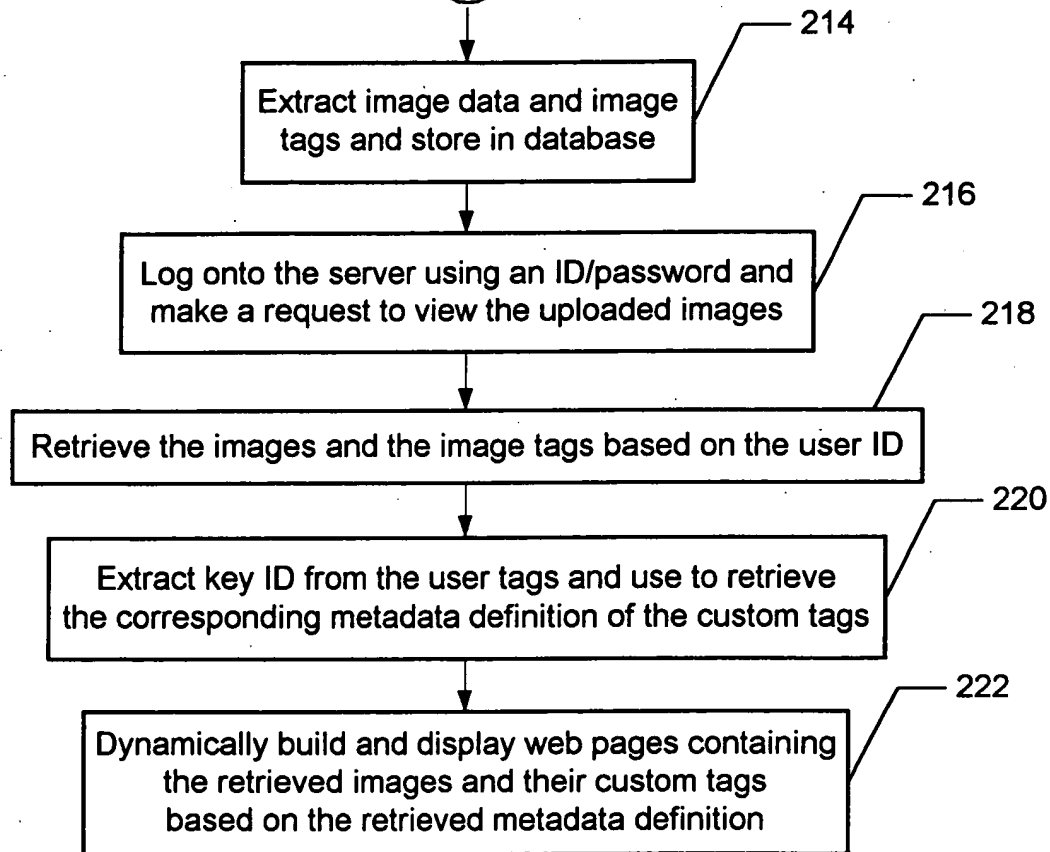 214
Extract image data and image
tags and store in database
216
Log onto the server using an ID/password and
make a request to view the uploaded images
218
Retrieve the images and the image tags based on the user ID
220
Extract key ID from the user tags and use to retrieve
the corresponding metadata definition of the custom tags
222
Dynamically build and display web pages containing
the retrieved images and their custom tags
based on the retrieved metadata definition